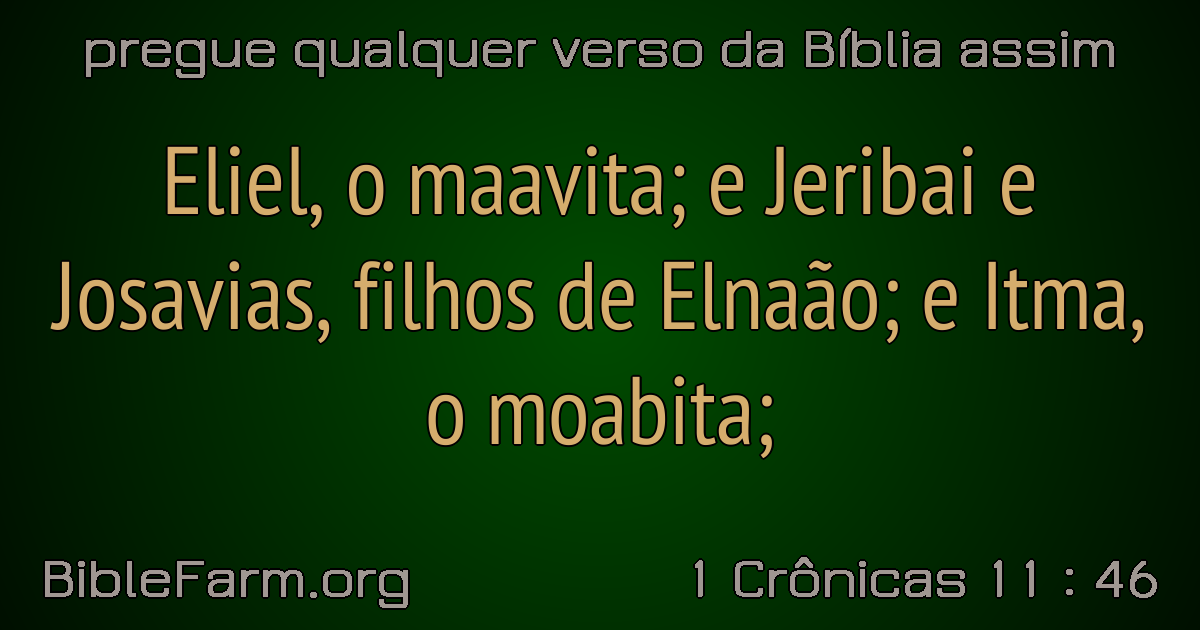 pregue qualquer verso da Bíblia assim
Eliel, o maavita; e Jeribai e
Josavias, filhos de Elnaão; e Itma,
o moabita;
BibleFarm.org
1 Crônicas 11 : 46